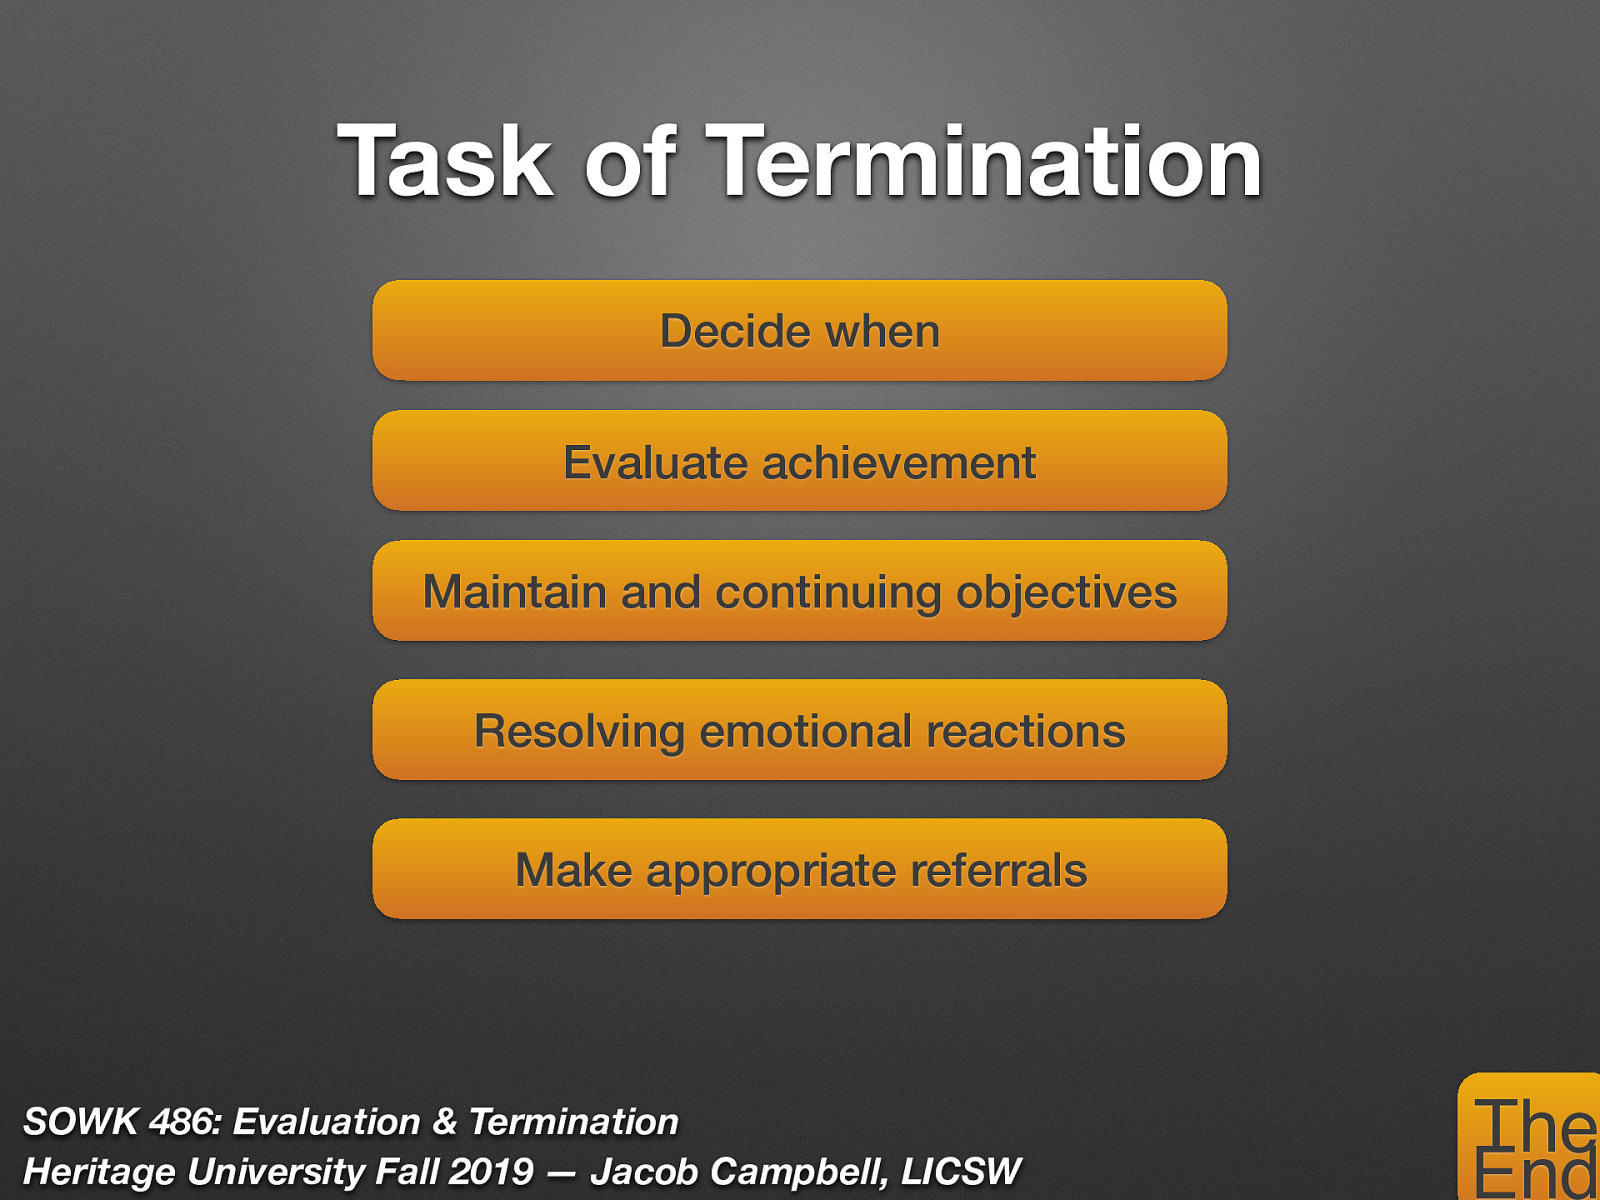 Task of Termination
Decide when
Evaluate achievement
Maintain and continuing objectives
Resolving emotional reactions
Make appropriate referrals
SOWK 486: Evaluation & Termination
Heritage University Fall 2019 — Jacob Campbell, LICSW
The
End